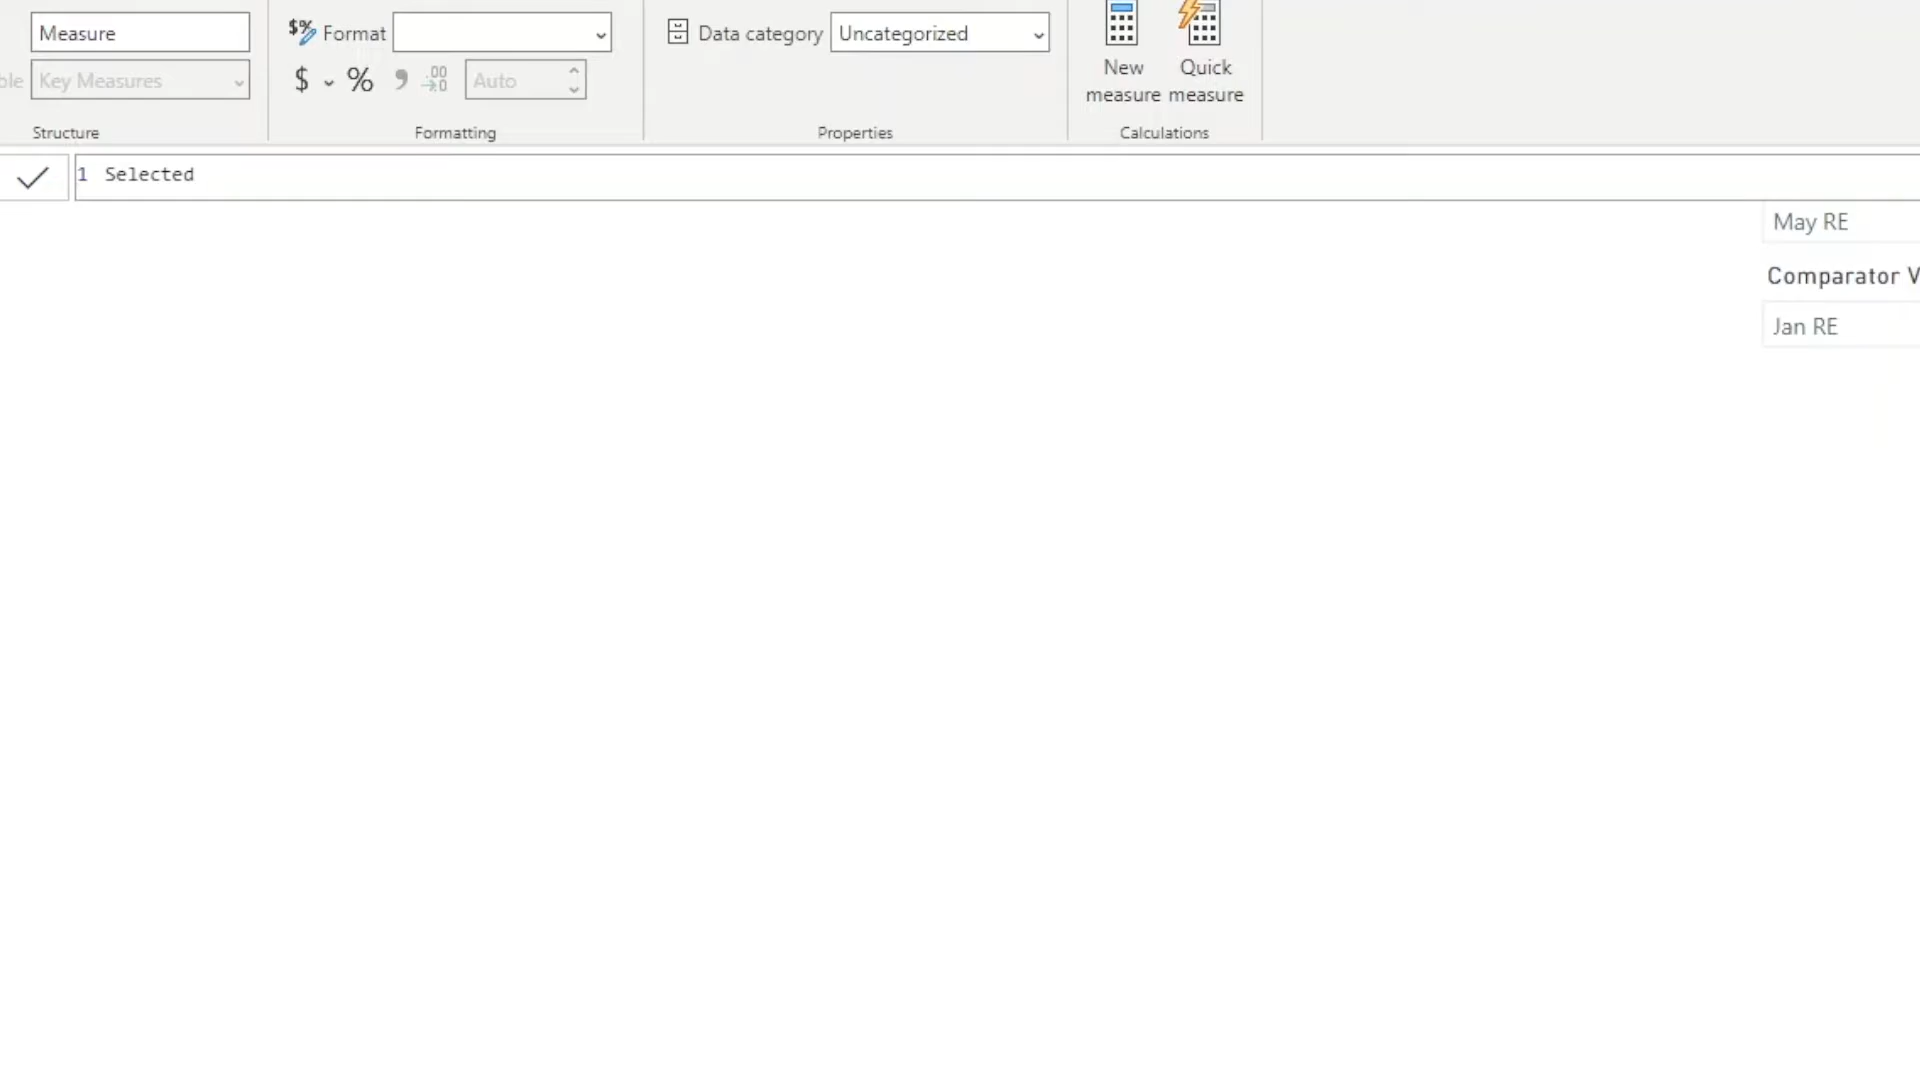 Measure
Format
Data category
Uncategorized
Key Measures
$
%
Auto
New measure
Quick measure
Structure
Formatting
Properties
Calculations
1 Selected
May RE
Comparator V
Jan RE